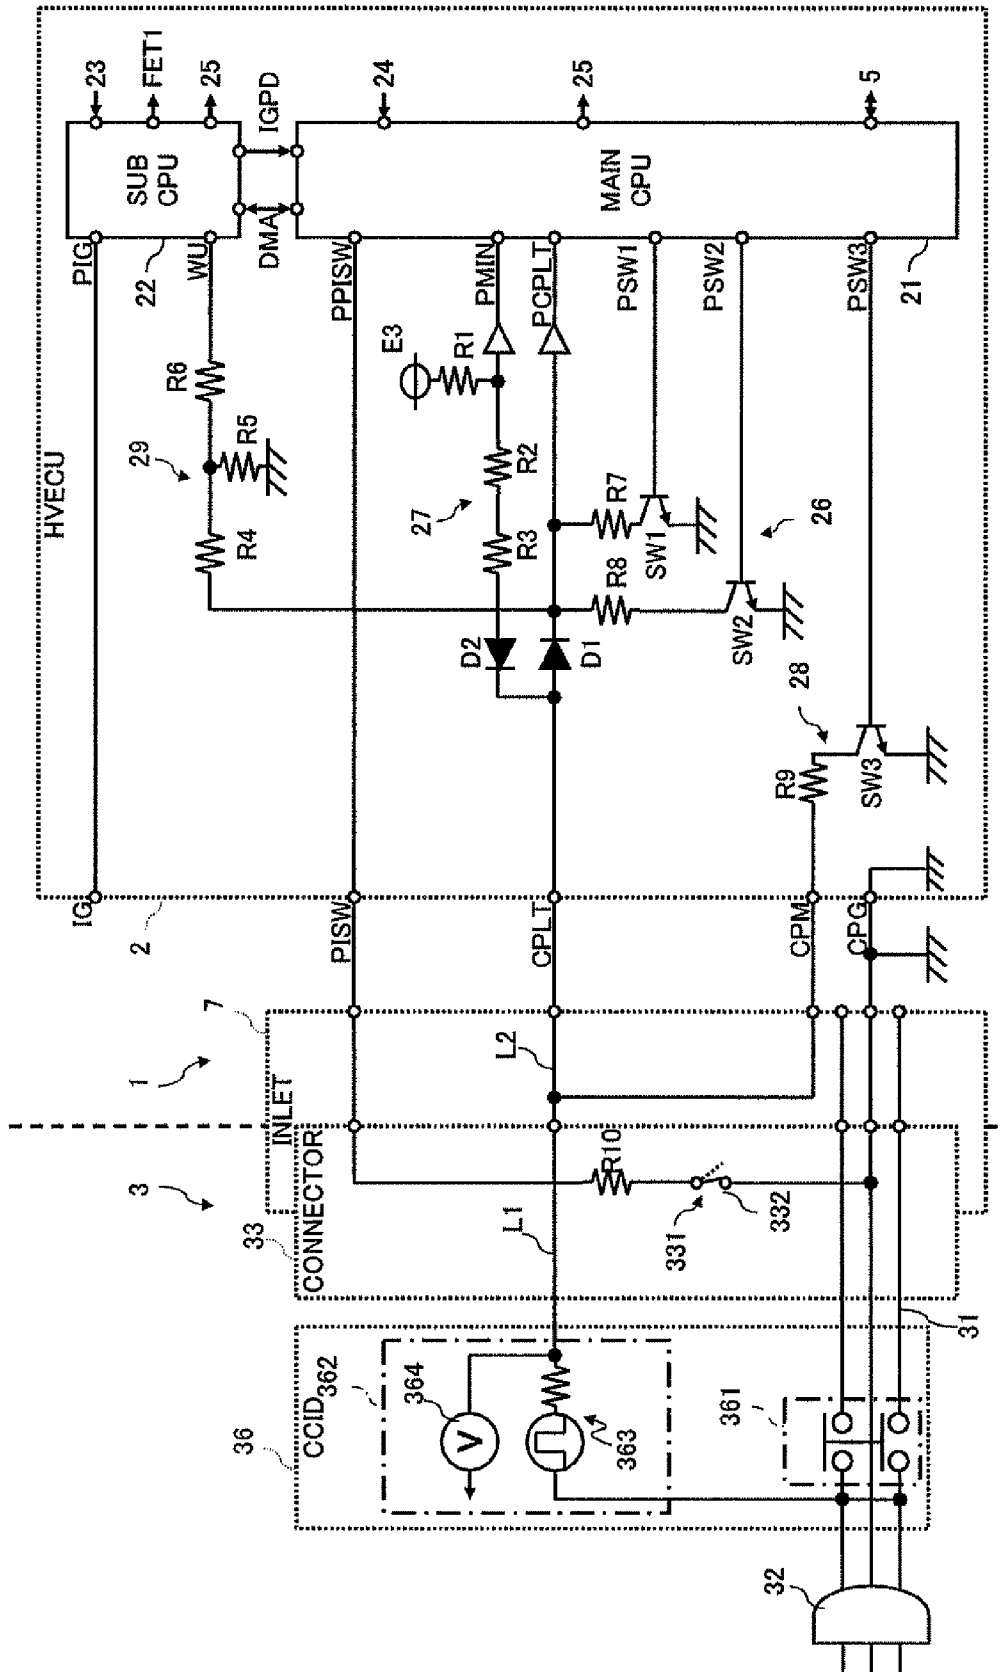 HVECU
SUB
CPU
MAIN
CPU
23
FET1
25
IGPD
24
25
5
DMA
PIG
22
WU
PPISW
PMIN
PCPLT
PSW1
PSW2
PSW3
21
E3
R1
R6
R5
29
R4
R2
27
R3
R7
SW1
26
R8
SW2
D2
D1
28
R9
SW3
IG
2
PISW
CPLT
CPM
CPG
1
7
INLET
L2
3
33
CONNECTOR
R10
L1
331
332
31
36
CCID
362
364
V
363
361
32